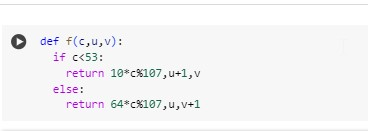 def f(c,u,v):
  if c<53:
    return 10*c%107,u+1,v
  else:
    return 64*c%107,u,v+1